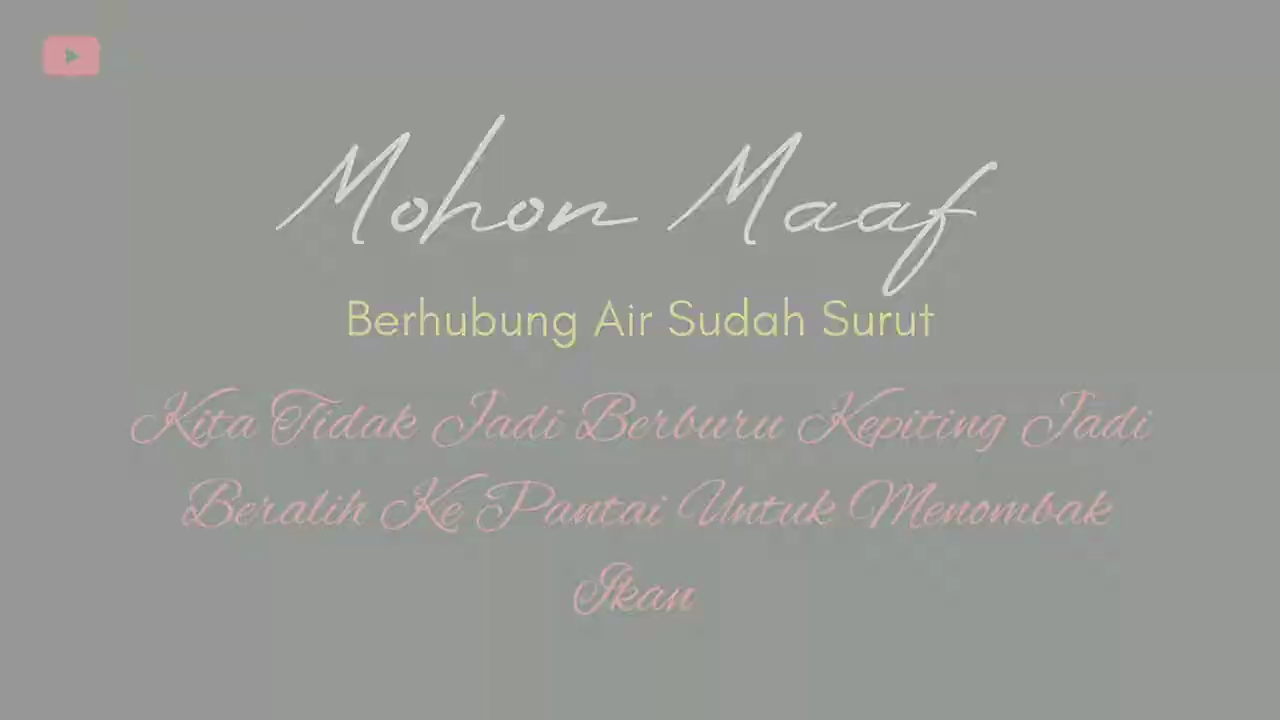 Mohon Maaf
Berhubung Air Sudah Surut
Kita Tidak Jadi Berburu Kepiting Jadi
Beralih Ke Pantai Untuk Menombak
Ikan